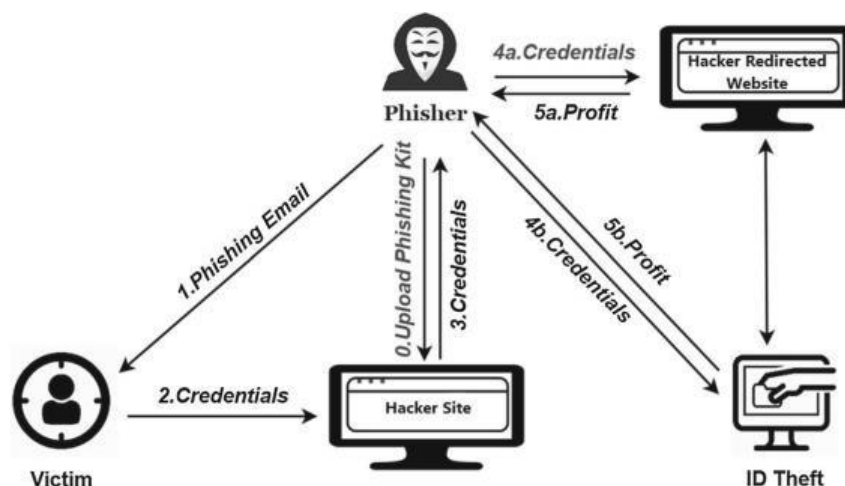 4a.Credentials
Hacker Redirected
Website
Phisher
5a.Profit
1.Phishing Email
0.Upload Phishing Kit
3.Credentials
5b.Profit
4b.Credentials
2.Credentials
Hacker Site
Victim
ID Theft